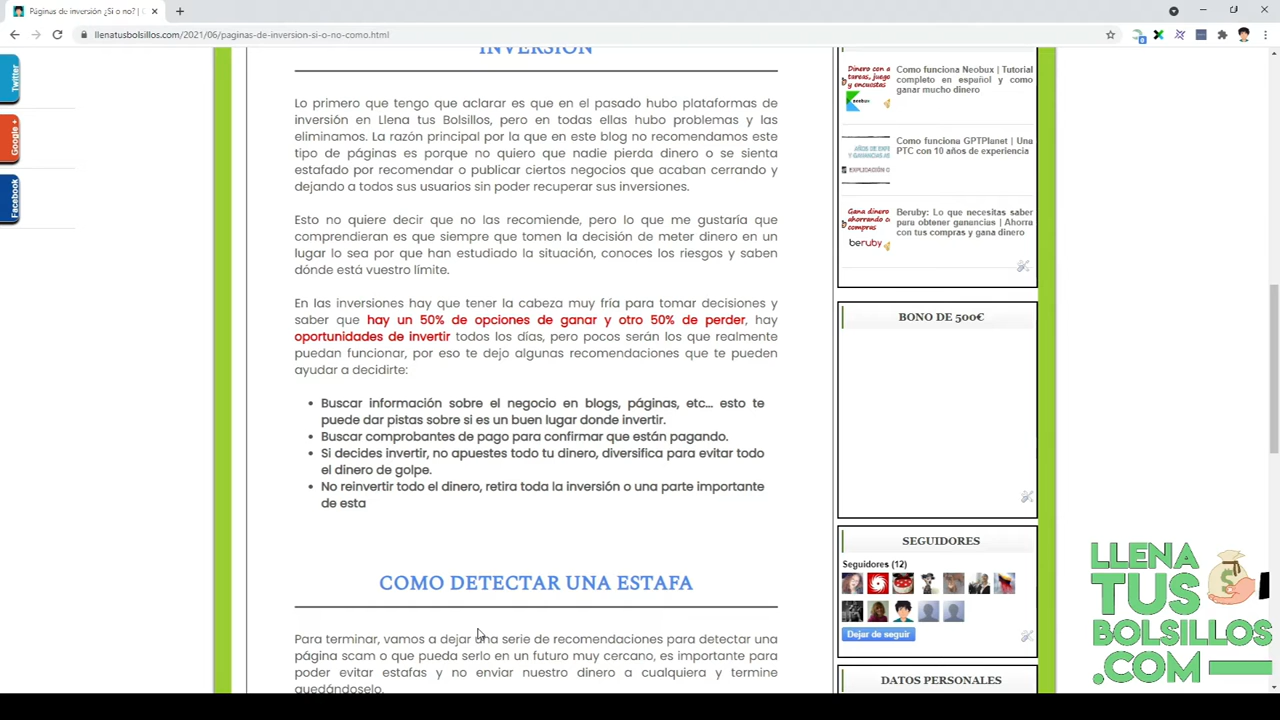 Páginas de inversión ¿Si o no? |
llenatusbolsillos.com/2021/06/paginas-de-inversion-si-o-no-como.html
Twitter
Google +
Facebook
INVERSIÓN
Lo primero que tengo que aclarar es que en el pasado hubo plataformas de
inversión en Llena tus Bolsillos, pero en todas ellas hubo problemas y las
eliminamos. La razón principal por la que en este blog no recomendamos este
tipo de páginas es porque no quiero que nadie pierda dinero o se sienta
estafado por recomendar o publicar ciertos negocios que acaban cerrando y
dejando a todos sus usuarios sin poder recuperar sus inversiones.
Esto no quiere decir que no las recomiende, pero lo que me gustaría que
comprendieran es que siempre que tomen la decisión de meter dinero en un
lugar lo sea por que han estudiado la situación, conoces los riesgos y saben
dónde está vuestro límite.
En las inversiones hay que tener la cabeza muy fría para tomar decisiones y
saber que hay un 50% de opciones de ganar y otro 50% de perder, hay
oportunidades de invertir todos los días, pero pocos serán los que realmente
puedan funcionar, por eso te dejo algunas recomendaciones que te pueden
ayudar a decidirte:
• Buscar información sobre el negocio en blogs, páginas, etc... esto te
puede dar pistas sobre si es un buen lugar donde invertir.
• Buscar comprobantes de pago para confirmar que están pagando.
• Si decides invertir, no apuestes todo tu dinero, diversifica para evitar todo
el dinero de golpe.
• No reinvertir todo el dinero, retira toda la inversión o una parte importante
de esta
COMO DETECTAR UNA ESTAFA
Para terminar, vamos a dejar una serie de recomendaciones para detectar una
página scam o que pueda serlo en un futuro muy cercano, es importante para
poder evitar estafas y no enviar nuestro dinero a cualquiera y termine
quedándoselo.
Dinero con
tareas, jueg
y encuestas
neobux
Como funciona Neobux | Tutorial
completo en español y como
ganar mucho dinero
Como funciona GPTPlanet | Una
PTC con 10 años de experiencia
Gana dinero
ahorrando c
compras
beruby
Beruby: Lo que necesitas saber
para obtener ganancias | Ahorra
con tus compras y gana dinero
BONO DE 500€
SEGUIDORES
Seguidores (12)
Dejar de seguir
DATOS PERSONALES
LLENA
TUS
BOLSILLOS
.COM